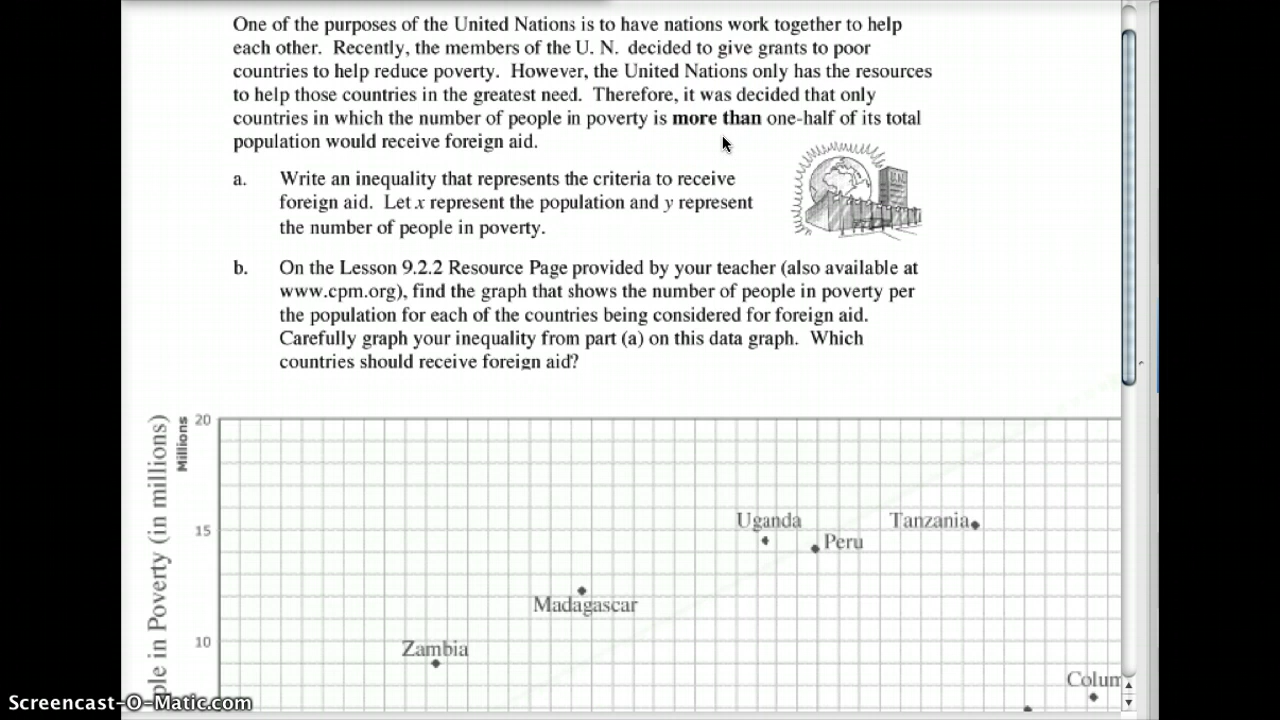 One of the purposes of the United Nations is to have nations work together to help
each other. Recently, the members of the U. N. decided to give grants to poor
countries to help reduce poverty. However, the United Nations only has the resources
to help those countries in the greatest need. Therefore, it was decided that only
countries in which the number of people in poverty is more than one-half of its total
population would receive foreign aid.
a. Write an inequality that represents the criteria to receive
foreign aid. Let x represent the population and y represent
the number of people in poverty.
b. On the Lesson 9.2.2 Resource Page provided by your teacher (also available at
www.cpm.org), find the graph that shows the number of people in poverty per
the population for each of the countries being considered for foreign aid.
Carefully graph your inequality from part (a) on this data graph. Which
countries should receive foreign aid?
ple in Poverty (in millions)
Millions
20
15
10
Uganda
Tanzania
Peru
Madagascar
Zambia
Colum
Screencast-O-Matic.com